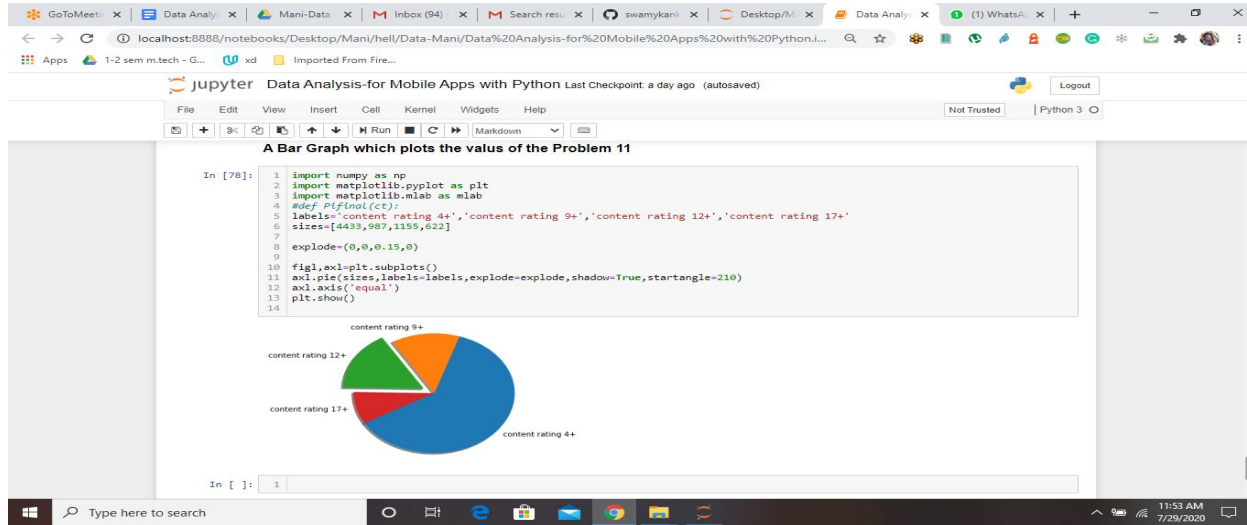 GoToMeetin
Data Analys
Mani-Data
Inbox (94) -
Search resu
swamykank
Desktop/M
Data Analys
(1) WhatsA
localhost:8888/notebooks/Desktop/Mani/hell/Data-Mani/Data%20Analysis-for%20Mobile%20Apps%20with%20Python.i...
Apps 1-2 sem m.tech - G... xd Imported From Fire...
jupyter Data Analysis-for Mobile Apps with Python Last Checkpoint: a day ago (autosaved) Logout
File Edit View Insert Cell Kernel Widgets Help Not Trusted Python 3
Run Markdown
A Bar Graph which plots the valus of the Problem 11
In [78]:
1 import numpy as np
2 import matplotlib.pyplot as plt
3 import matplotlib.mlab as mlab
4 #def Pifinal(ct):
5 labels='content rating 4+','content rating 9+','content rating 12+','content rating 17+'
6 sizes=[4433,987,1155,622]
7
8 explode=(0,0,0.15,0)
9
10 figl,axl=plt.subplots()
11 axl.pie(sizes,labels=labels,explode=explode,shadow=True,startangle=210)
12 axl.axis('equal')
13 plt.show()
14
content rating 9+
content rating 12+
content rating 17+
content rating 4+
In [ ]: 1
Type here to search
11:53 AM
7/29/2020